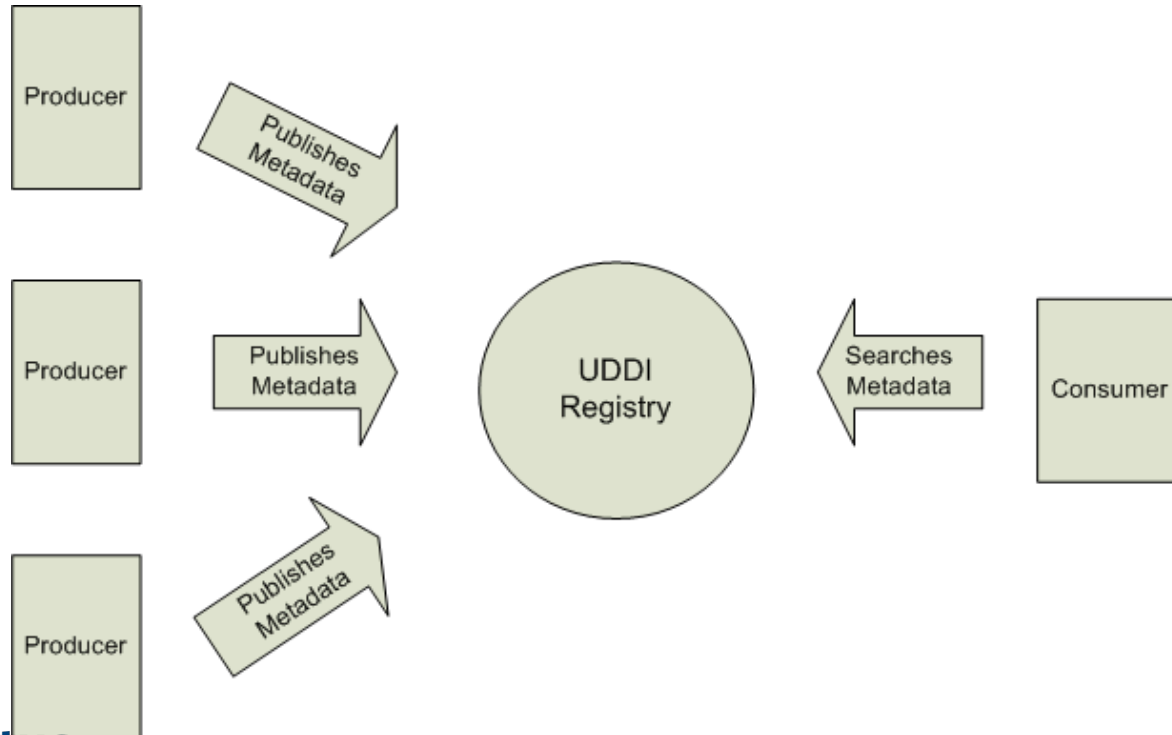 Producer
Publishes
Metadata
Producer
Publishes
Metadata
UDDI
Registry
Searches
Metadata
Consumer
Publishes
Metadata
Producer